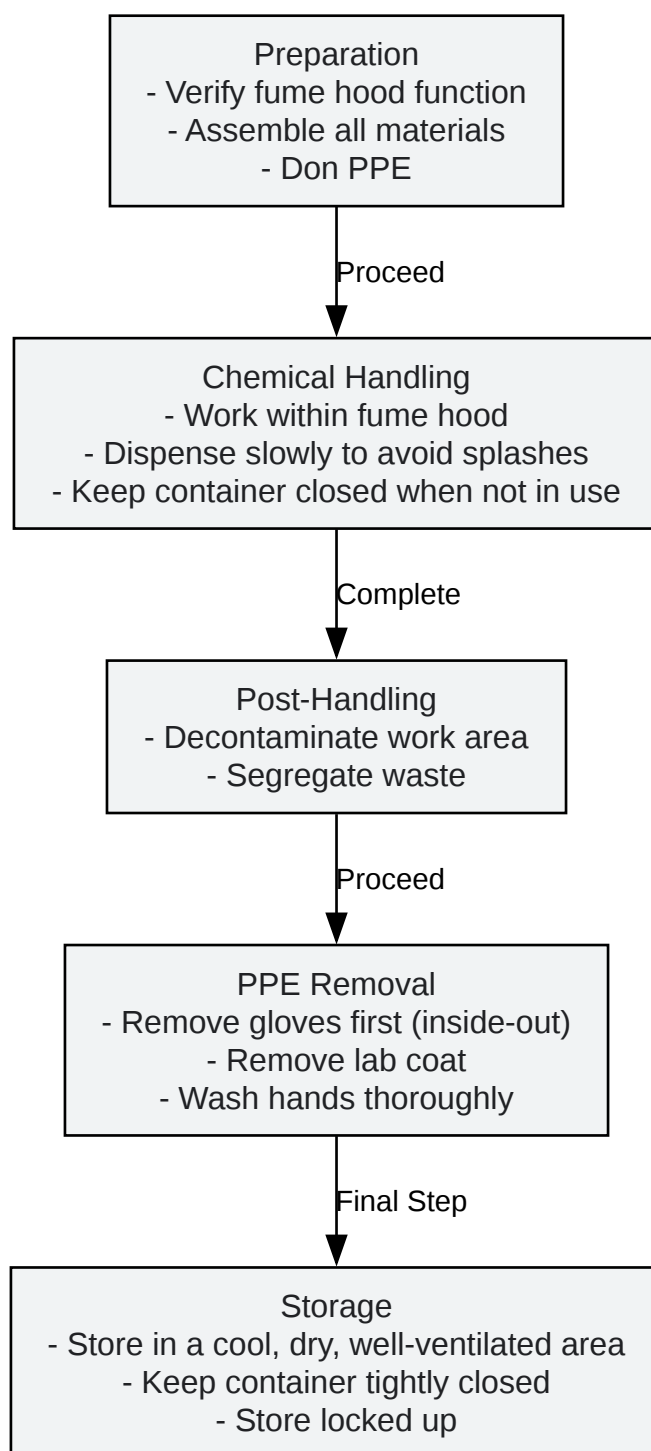 Preparation
- Verify fume hood function
- Assemble all materials
- Don PPE
Proceed
Chemical Handling
- Work within fume hood
- Dispense slowly to avoid splashes
- Keep container closed when not in use
Complete
Post-Handling
- Decontaminate work area
- Segregate waste
Proceed
PPE Removal
- Remove gloves first (inside-out)
- Remove lab coat
- Wash hands thoroughly
Final Step
Storage
- Store in a cool, dry, well-ventilated area
- Keep container tightly closed
- Store locked up